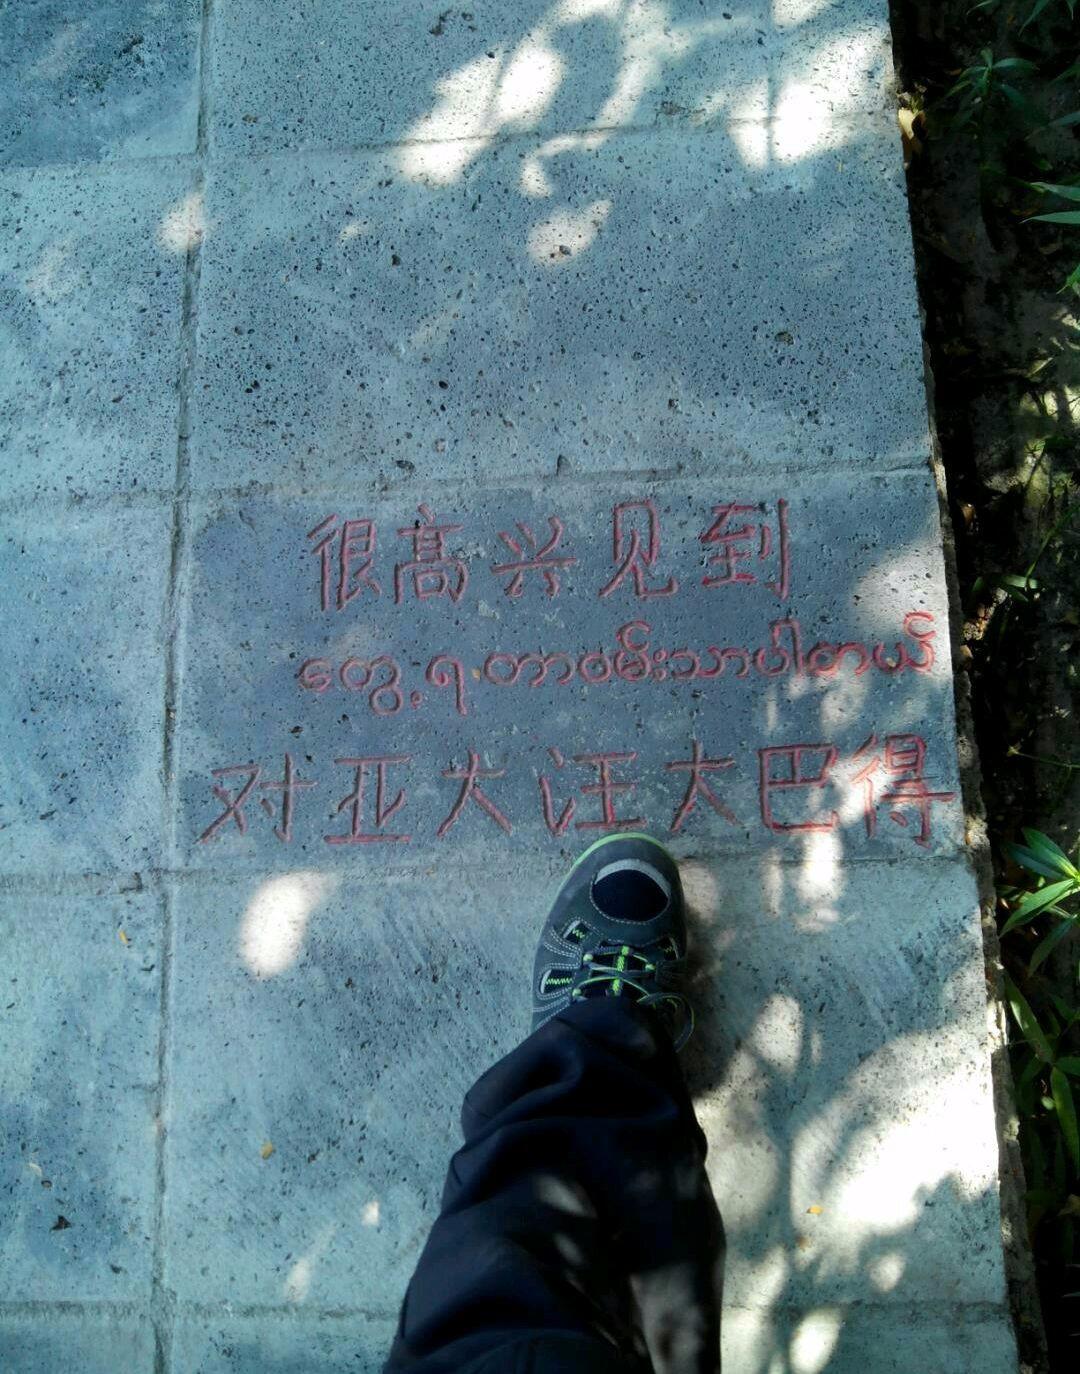 很高兴见到
တွေ့ရတာဝမ်းသာပါတယ်
对亚大汪大巴得